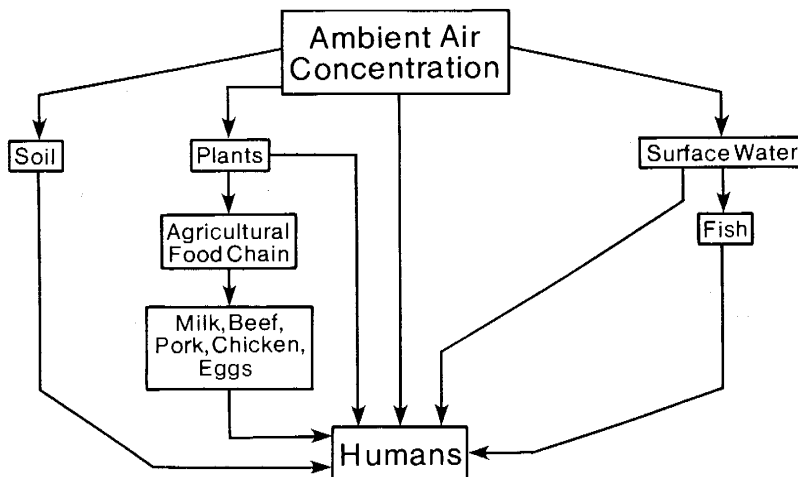 Ambient Air
Concentration
Soil
Plants
Surface Water
Agricultural
Food Chain
Fish
Milk, Beef,
Pork, Chicken,
Eggs
Humans